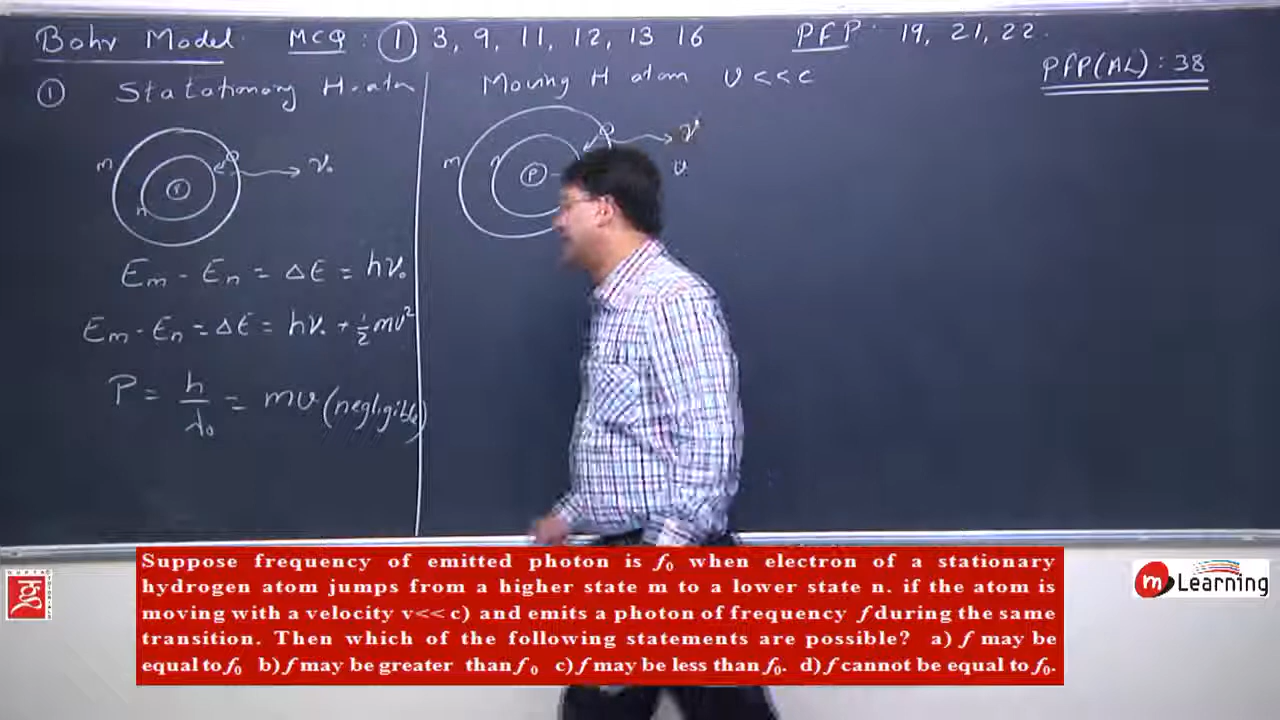 Bohr Model. MCQ : ① 3, 9, 11, 12, 13 16 PFP : 19, 21, 22.
PFP(AL) : 38
① Statationary H-atom
Moving H atom v << c
m n P ν₀
m n P ν' v
Em - En = ΔE = hν₀
Em - En = ΔE = hν₀ + ½mv²
P = h/λ₀ = mv (negligible)
Suppose frequency of emitted photon is f₀ when electron of a stationary
hydrogen atom jumps from a higher state m to a lower state n. if the atom is
moving with a velocity v<< c) and emits a photon of frequency f during the same
transition. Then which of the following statements are possible? a) f may be
equal to f₀ b) f may be greater than f ₀ c) f may be less than f₀. d) f cannot be equal to f₀.
GUPTA
m Learning